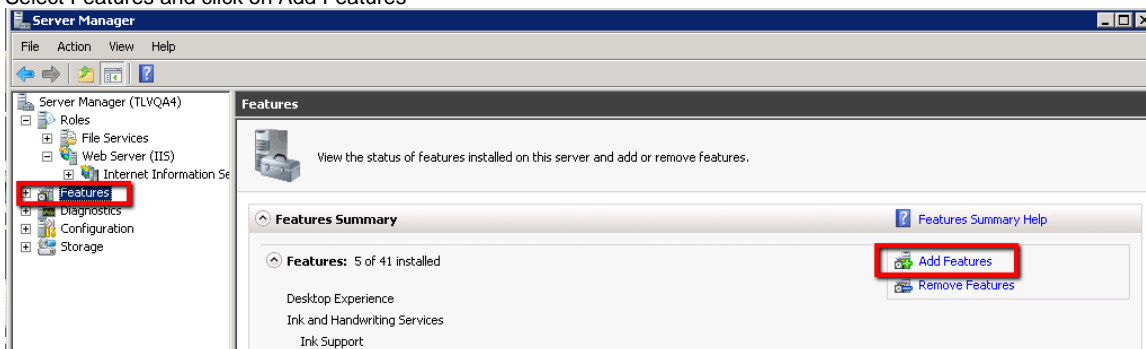 Select Features and click on Add Features
Server Manager
File Action View Help
Server Manager (TLVQA4)
Roles
File Services
Web Server (IIS)
Internet Information Se
Features
Diagnostics
Configuration
Storage
Features
View the status of features installed on this server and add or remove features.
Features Summary
Features Summary Help
Features: 5 of 41 installed
Add Features
Remove Features
Desktop Experience
Ink and Handwriting Services
Ink Support